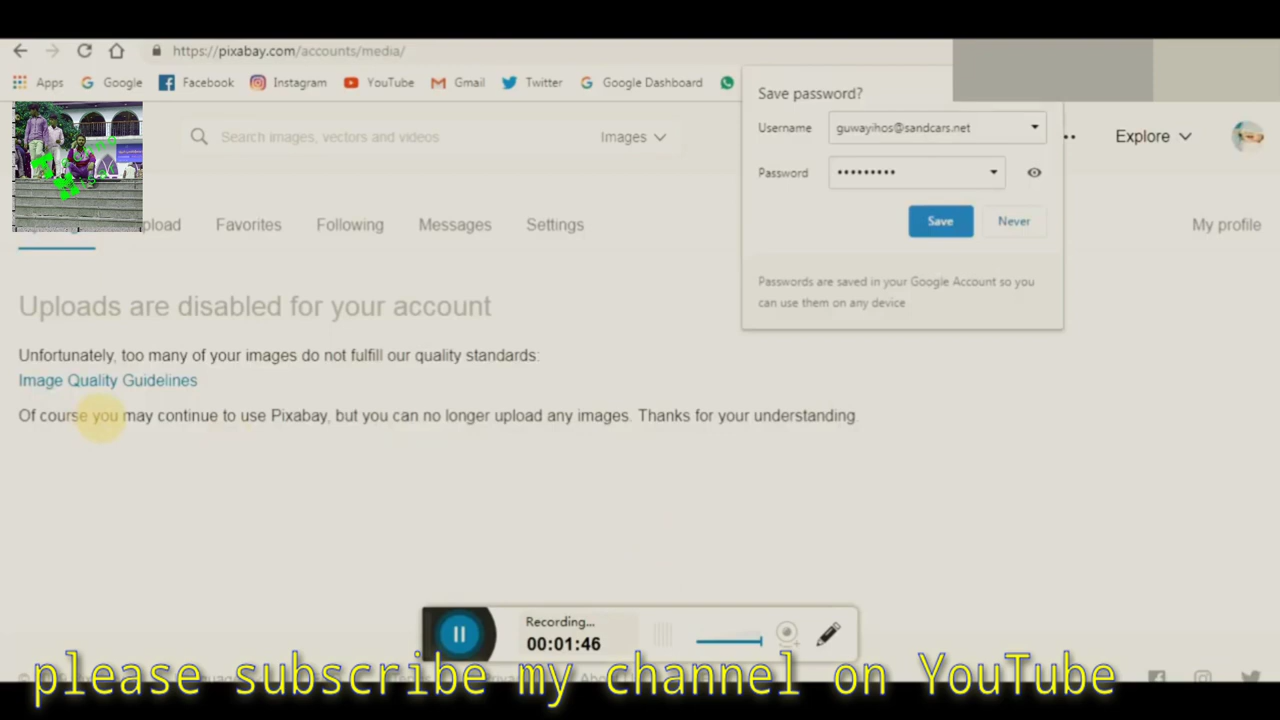 https://pixabay.com/accounts/media/
Apps Google Facebook Instagram YouTube Gmail Twitter Google Dashboard
Save password?
Username guwayihos@sandcars.net
Search images, vectors and videos Images
Explore
Password •••••••••
Save Never
Favorites Following Messages Settings My profile
Passwords are saved in your Google Account so you
can use them on any device
Uploads are disabled for your account
Unfortunately, too many of your images do not fulfill our quality standards:
Image Quality Guidelines
Of course you may continue to use Pixabay, but you can no longer upload any images. Thanks for your understanding.
Recording...
00:01:46
please subscribe my channel on YouTube